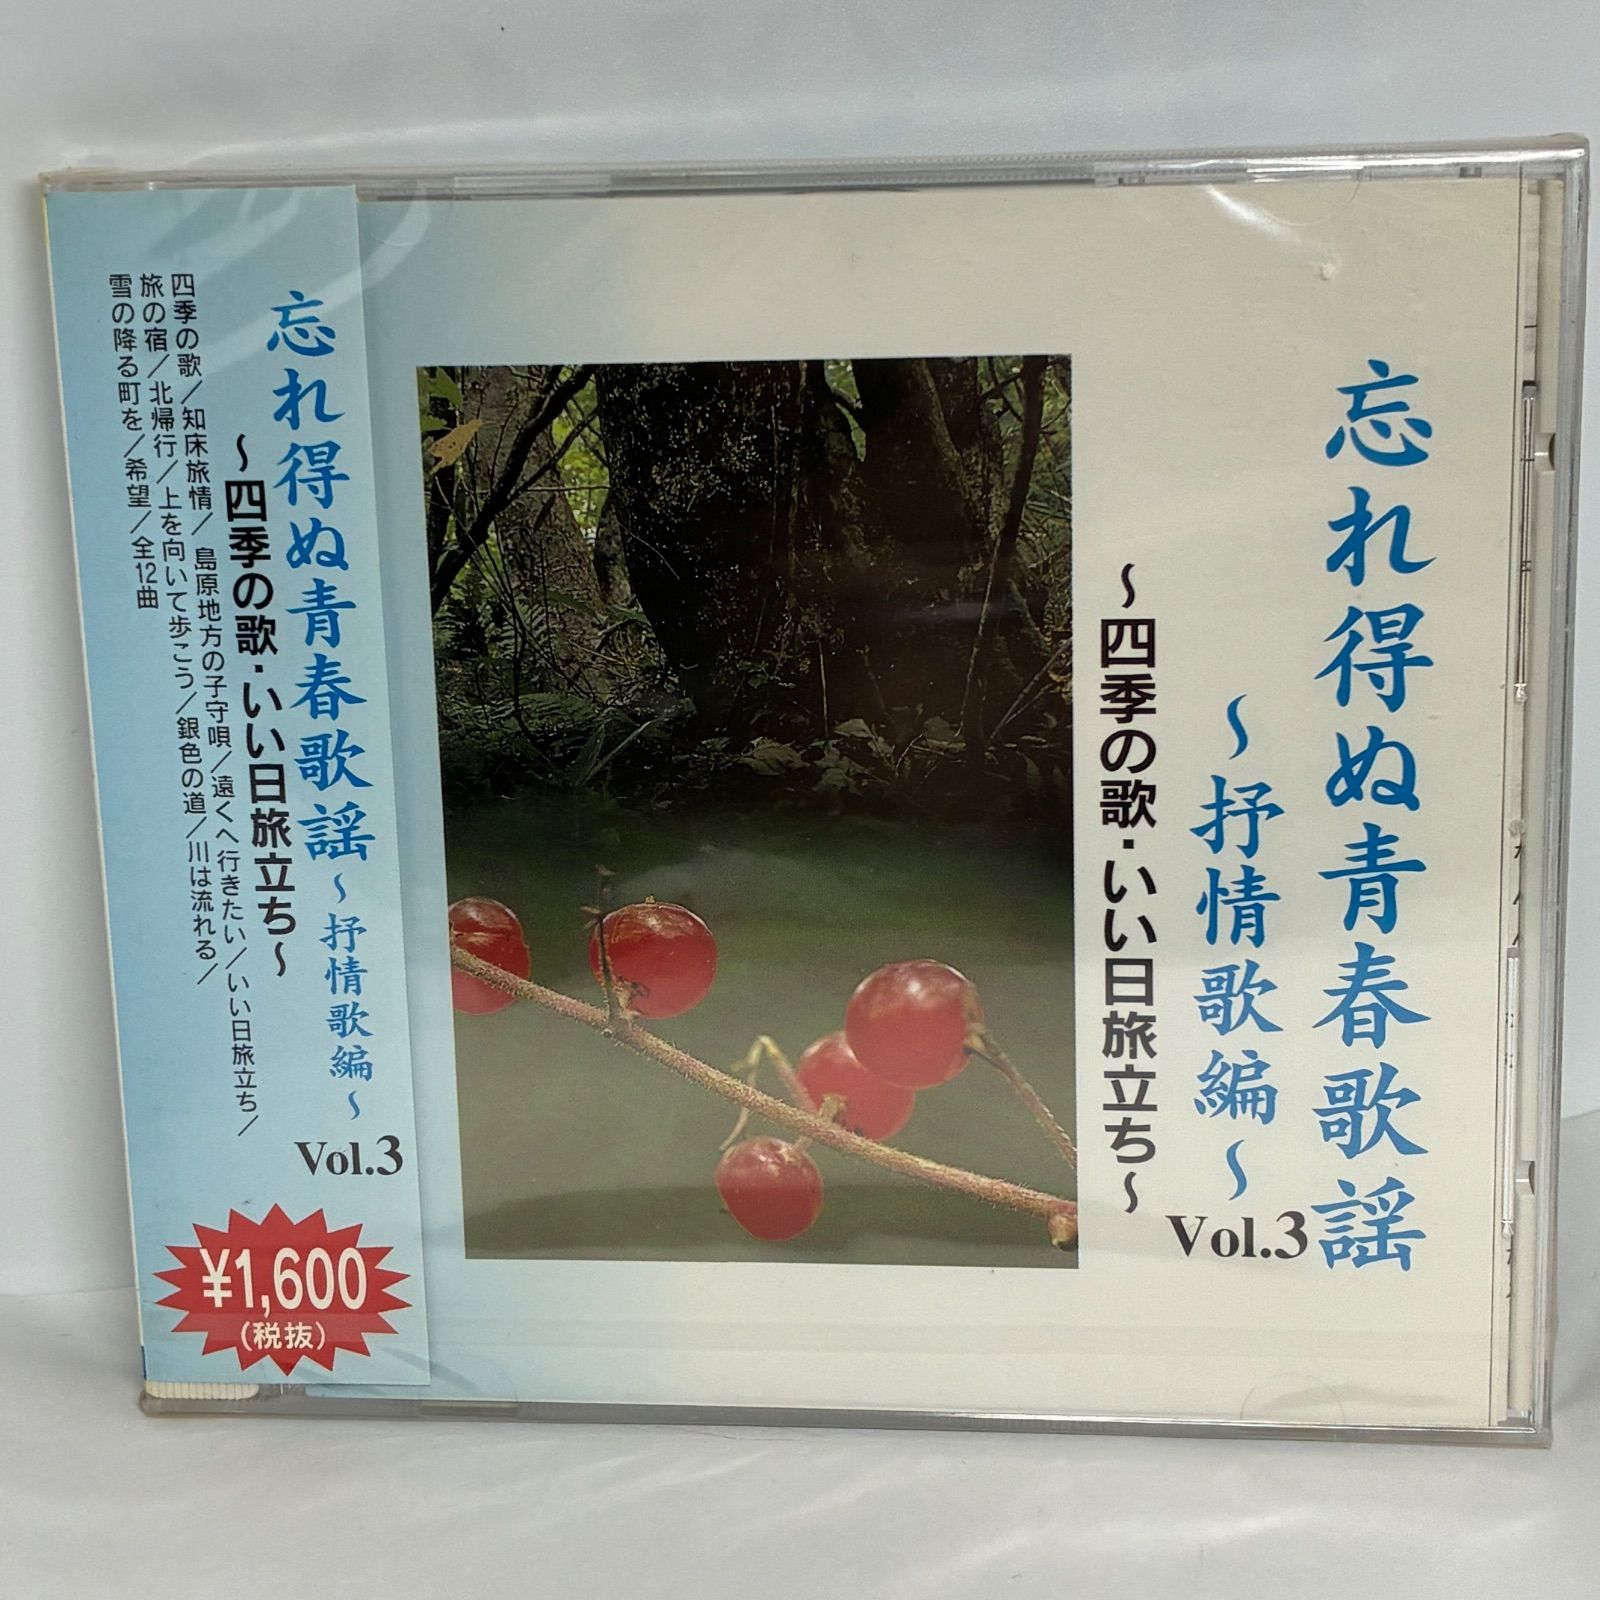 忘れ得ぬ青春歌謡
～抒情歌編～
Vol.3
～四季の歌・いい日旅立ち～
忘れ得ぬ青春歌謡～抒情歌編～
Vol.3
～四季の歌・いい日旅立ち～
四季の歌/知床旅情/島原地方の子守唄/遠くへ行きたい/いい日旅立ち/
旅の宿/北帰行/上を向いて歩こう/銀色の道/川は流れる/
雪の降る町を/希望/全12曲
¥1,600
(税抜)